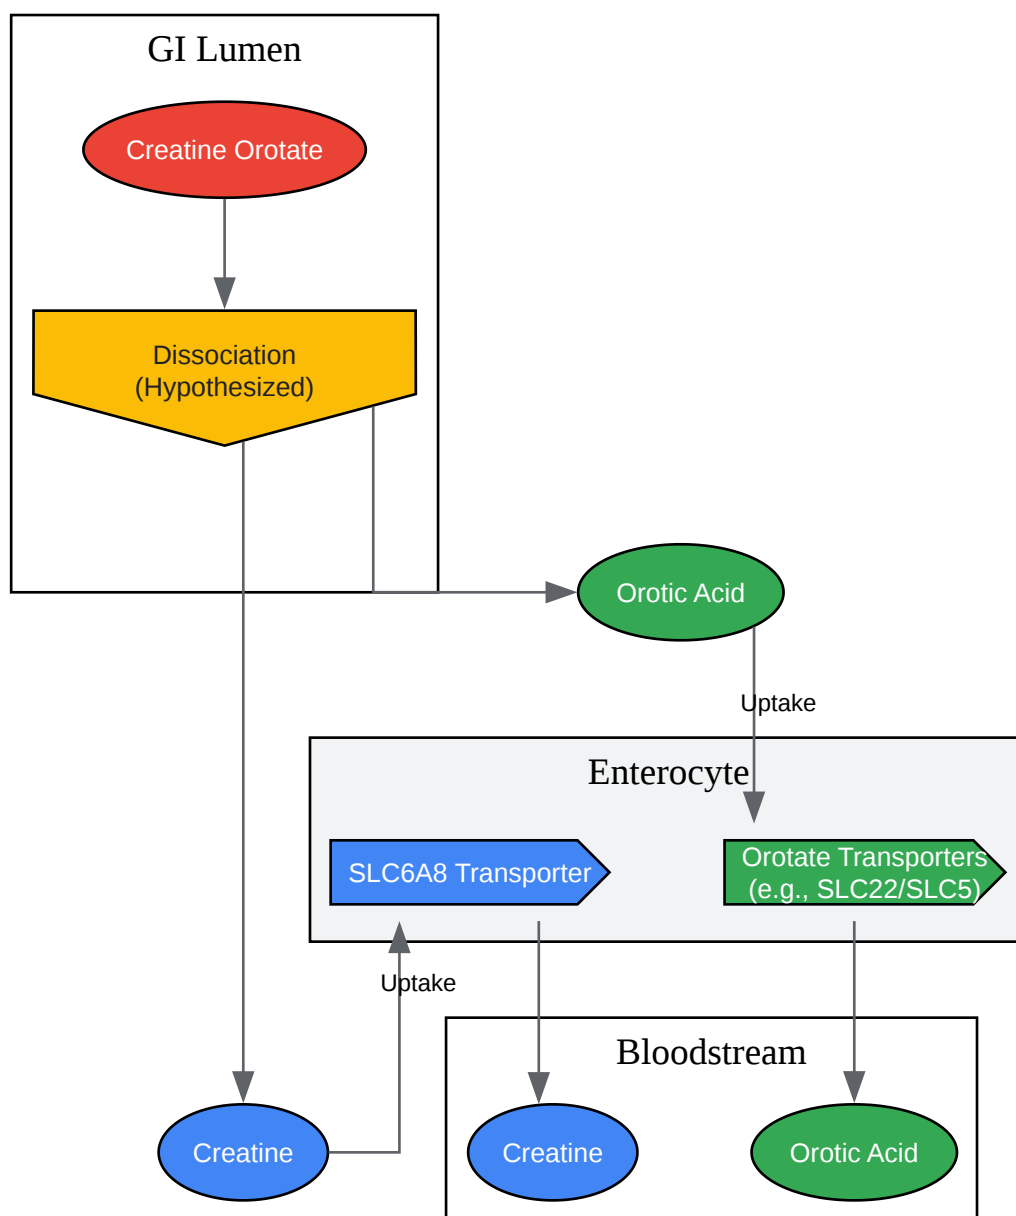 GI Lumen
Creatine Orotate
Dissociation
(Hypothesized)
Orotic Acid
Uptake
Enterocyte
SLC6A8 Transporter
Orotate Transporters
(e.g., SLC22/SLC5)
Uptake
Bloodstream
Creatine
Creatine
Orotic Acid